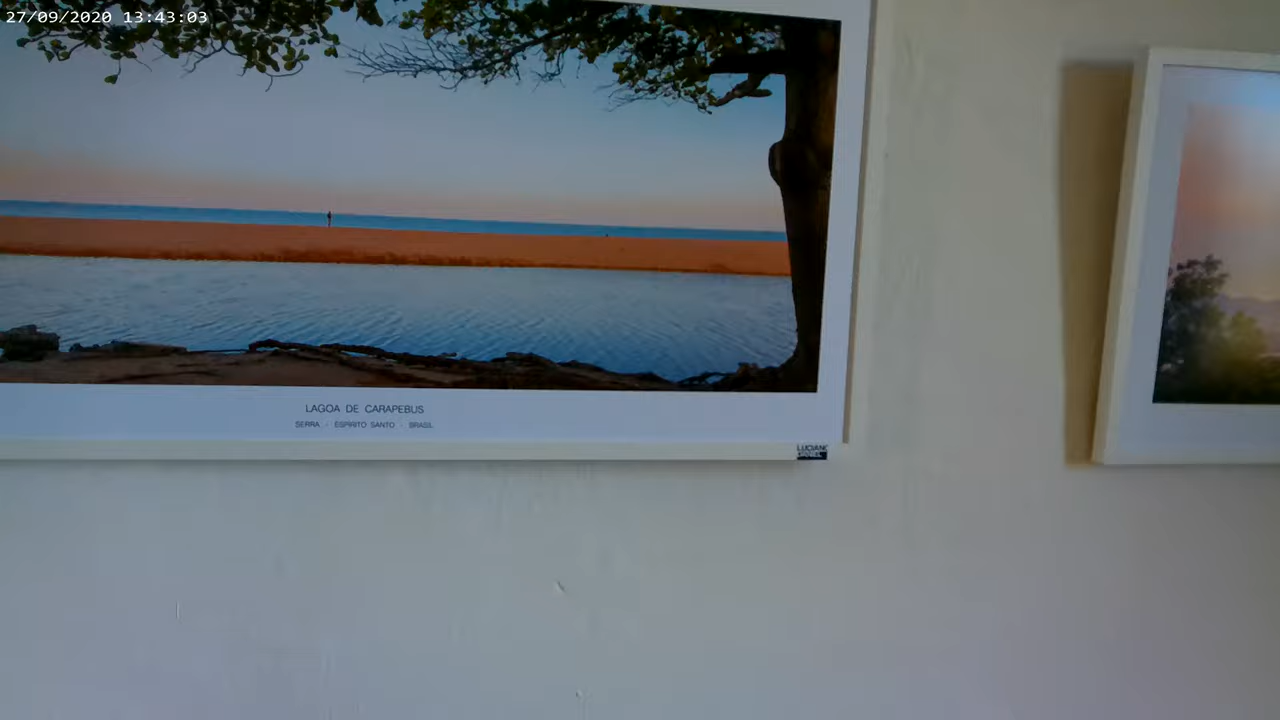 27/09/2020 13:43:03
LAGOA DE CARAPEBUS
SERRA · ESPIRITO SANTO · BRASIL